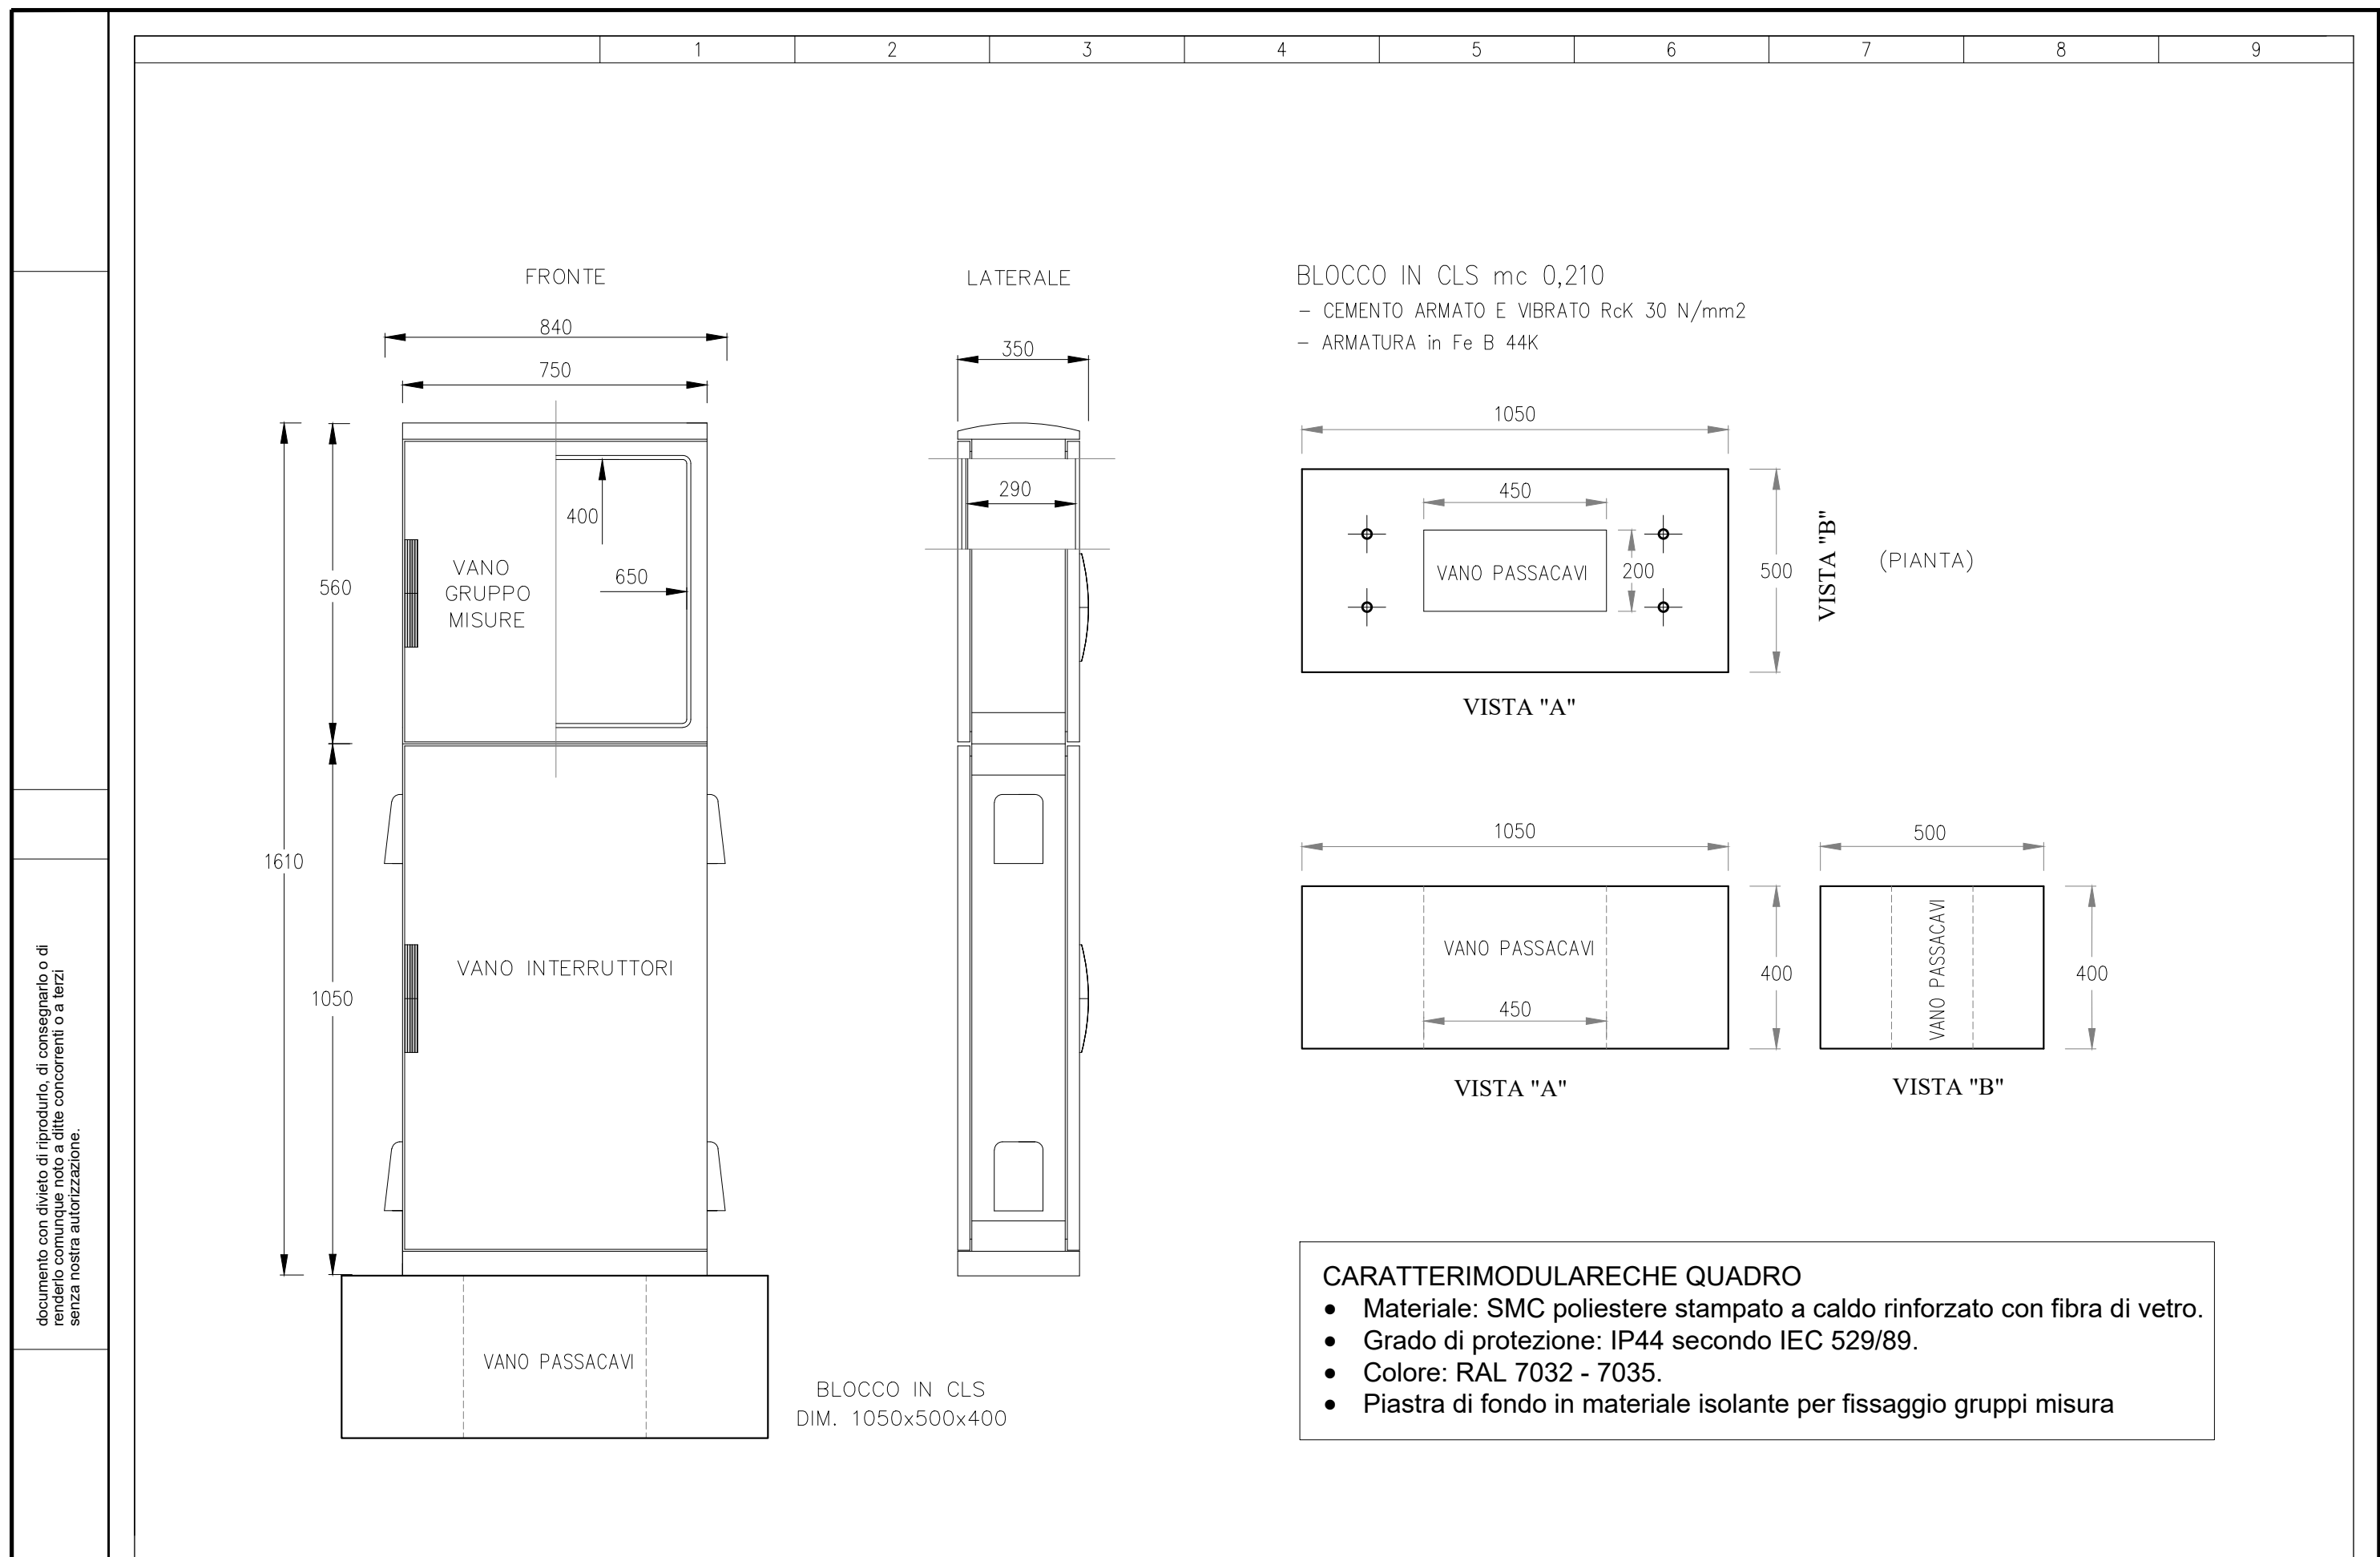 1 2 3 4 5 6 7 8 9
FRONTE
840
750
1610
560
1050
400
650
VANO
GRUPPO
MISURE
VANO INTERRUTTORI
VANO PASSACAVI
BLOCCO IN CLS
DIM. 1050x500x400
LATERALE
350
290
BLOCCO IN CLS mc 0,210
- CEMENTO ARMATO E VIBRATO RcK 30 N/mm2
- ARMATURA in Fe B 44K
1050
450
VANO PASSACAVI
200
500
VISTA "B"
(PIANTA)
VISTA "A"
1050
VANO PASSACAVI
450
400
VISTA "A"
500
VANO PASSACAVI
400
VISTA "B"
CARATTERIMODULARECHE QUADRO
• Materiale: SMC poliestere stampato a caldo rinforzato con fibra di vetro.
• Grado di protezione: IP44 secondo IEC 529/89.
• Colore: RAL 7032 - 7035.
• Piastra di fondo in materiale isolante per fissaggio gruppi misura
documento con divieto di riprodurlo, di consegnarlo o di
renderlo comunque noto a ditte concorrenti o a terzi
senza nostra autorizzazione.